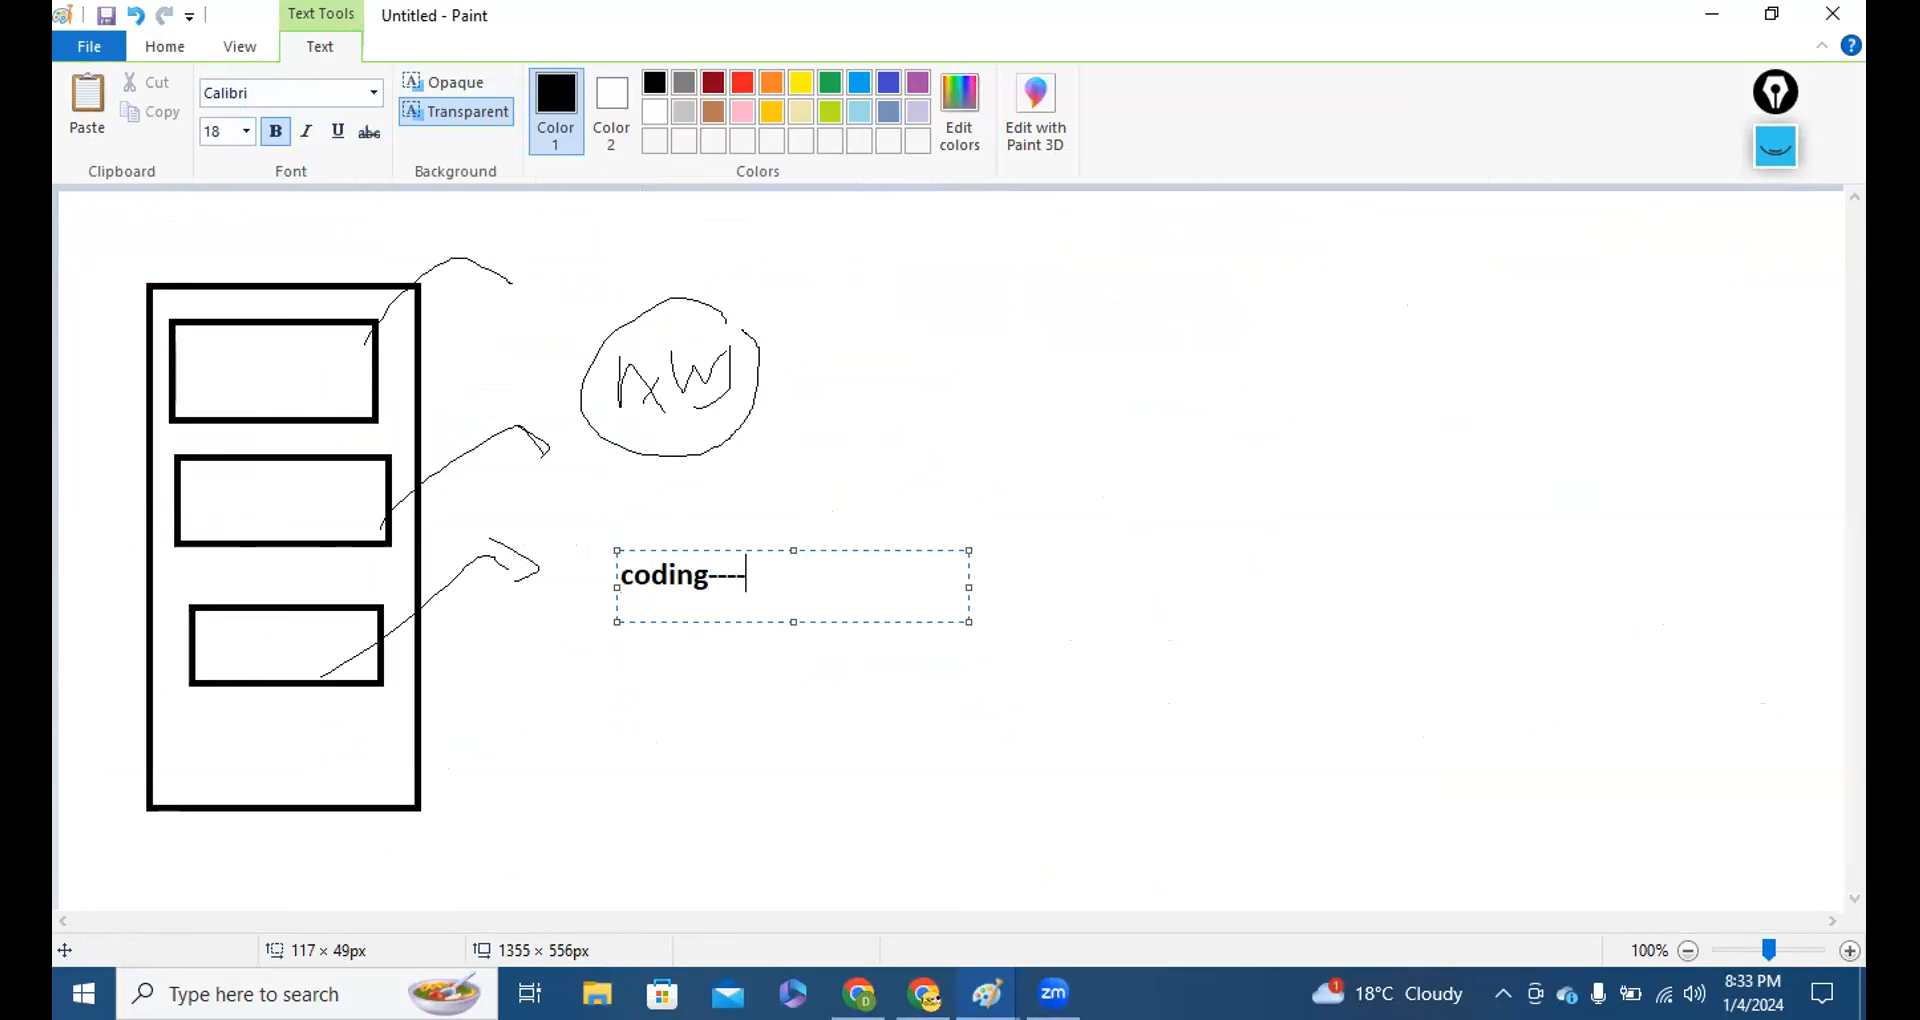 Text Tools
Untitled - Paint
File
Home
View
Text
Paste
Cut
Copy
Clipboard
Calibri
18
B I U abc
Font
Opaque
Transparent
Background
Color 1
Color 2
Edit colors
Edit with Paint 3D
Colors
coding----
117 × 49px
1355 × 556px
100%
Type here to search
D
zm
1
18°C Cloudy
8:33 PM
1/4/2024